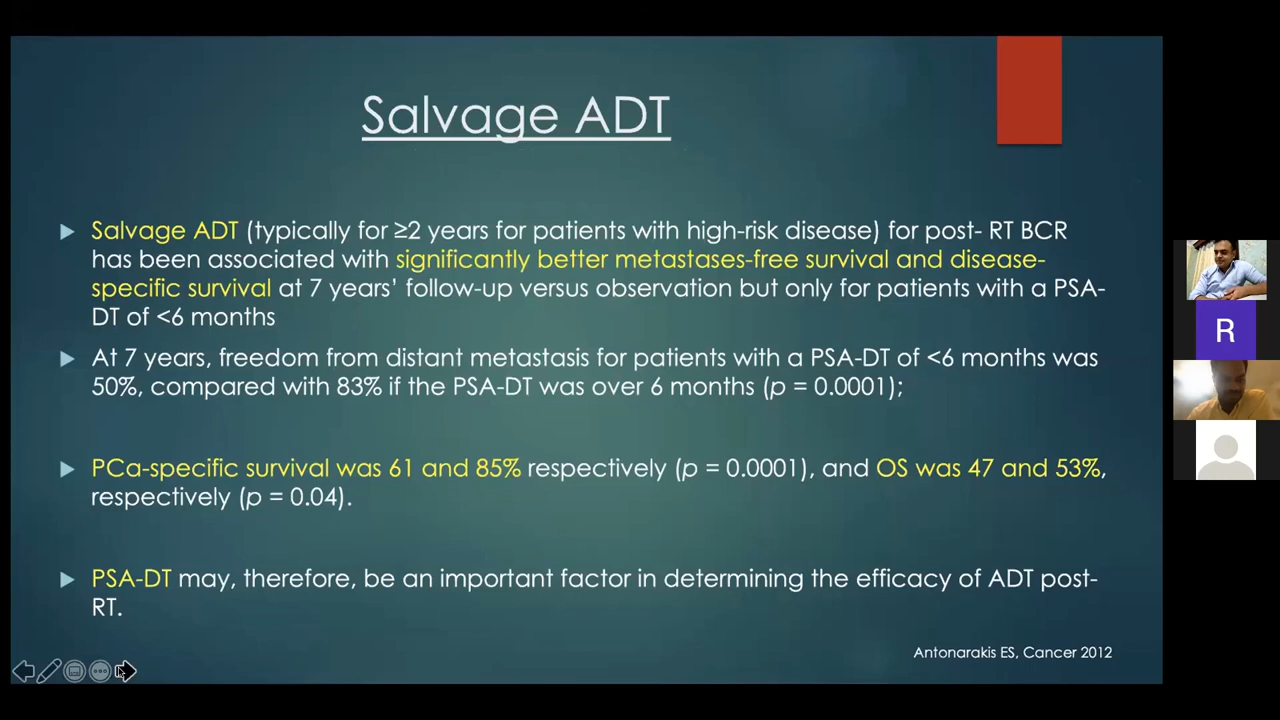 Salvage ADT
Salvage ADT (typically for ≥2 years for patients with high-risk disease) for post- RT BCR
has been associated with significantly better metastases-free survival and disease-
specific survival at 7 years’ follow-up versus observation but only for patients with a PSA-
DT of <6 months
At 7 years, freedom from distant metastasis for patients with a PSA-DT of <6 months was
50%, compared with 83% if the PSA-DT was over 6 months (p = 0.0001);
PCa-specific survival was 61 and 85% respectively (p = 0.0001), and OS was 47 and 53%,
respectively (p = 0.04).
PSA-DT may, therefore, be an important factor in determining the efficacy of ADT post-
RT.
Antonarakis ES, Cancer 2012
R